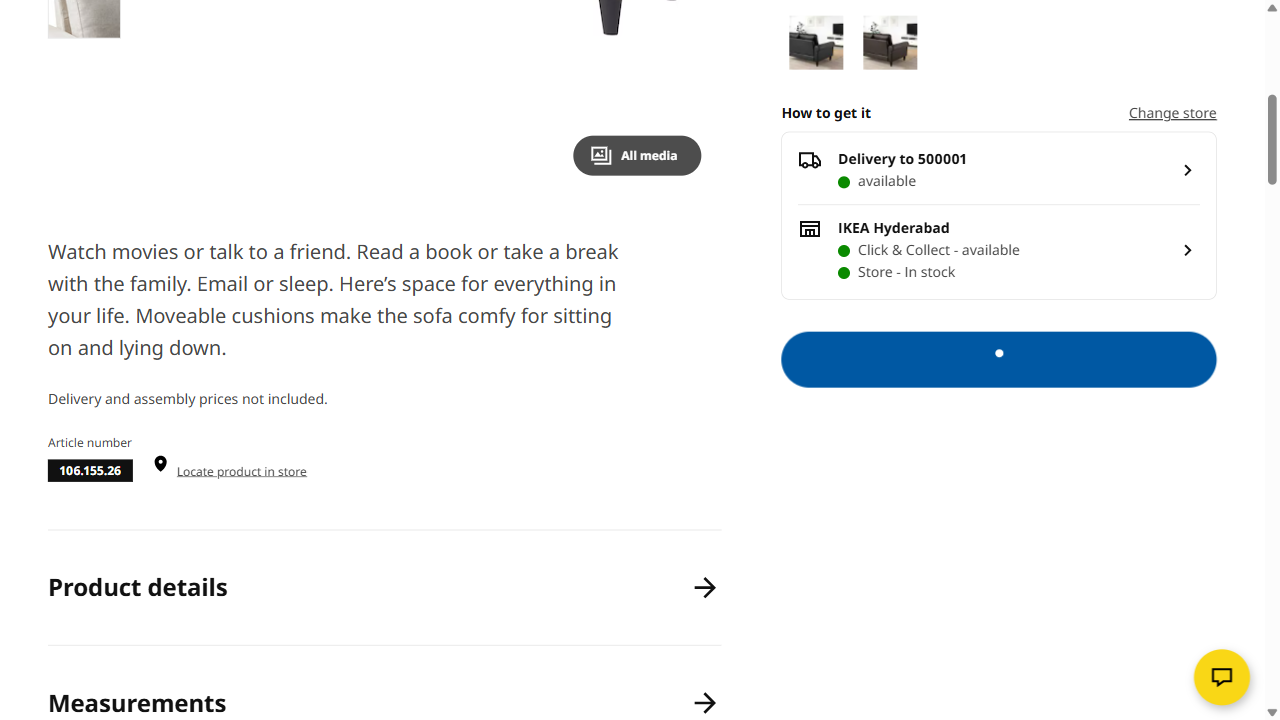 All media
Watch movies or talk to a friend. Read a book or take a break
with the family. Email or sleep. Here’s space for everything in
your life. Moveable cushions make the sofa comfy for sitting
on and lying down.
Delivery and assembly prices not included.
Article number
106.155.26
Locate product in store
Product details
Measurements
How to get it
Change store
Delivery to 500001
available
IKEA Hyderabad
Click & Collect - available
Store - In stock